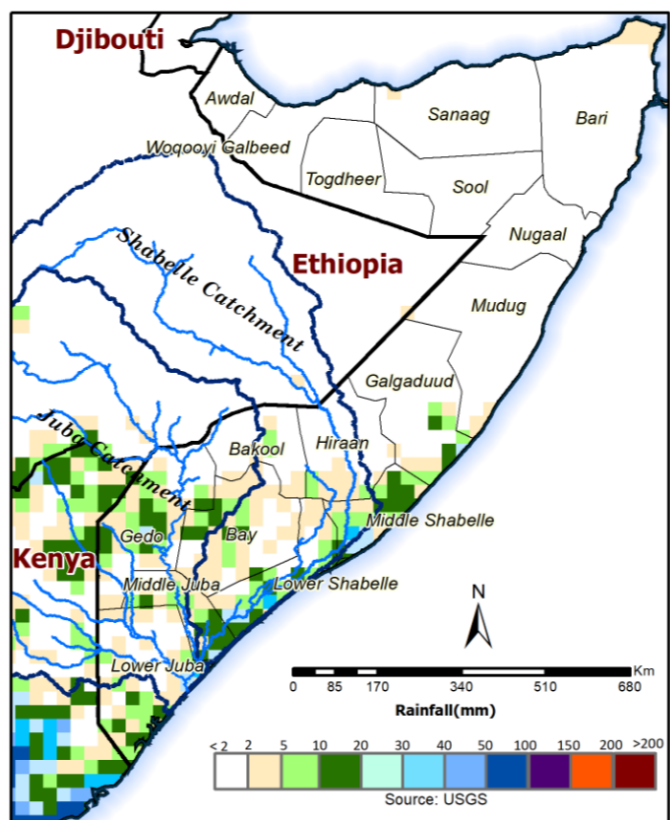 Djibouti
Awdal
Sanaag
Bari
Woqooyi Galbeed
Togdheer
Sool
Nugaal
Shabelle Catchment
Ethiopia
Mudug
Galgaduud
Juba Catchment
Bakool
Hiraan
Gedo
Bay
Middle Shabelle
Kenya
Middle Juba
Lower Shabelle
N
Lower Juba
Km
0 85 170 340 510 680
Rainfall(mm)
< 2 2 5 10 20 30 40 50 100 150 200 >200
Source: USGS